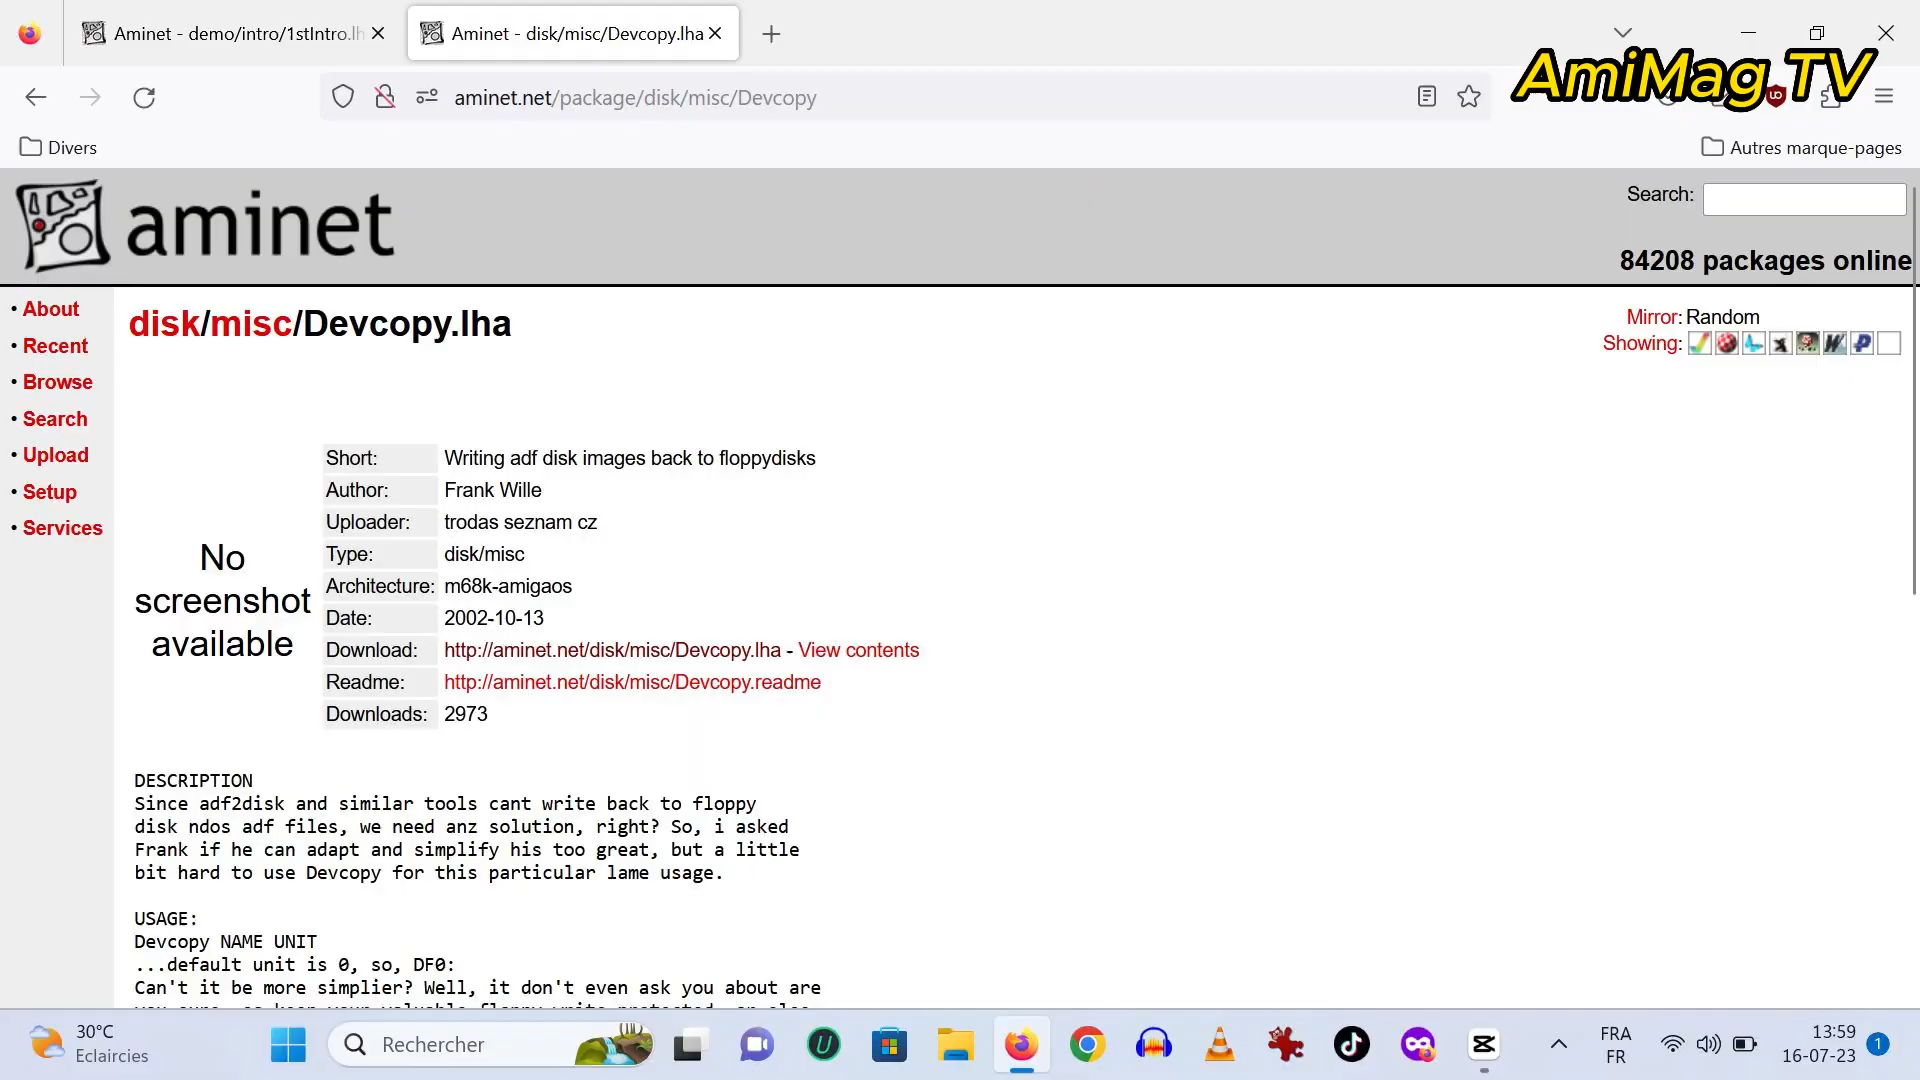 Aminet - demo/intro/1stIntro.lh
Aminet - disk/misc/Devcopy.lha
aminet.net/package/disk/misc/Devcopy
AmiMag TV
Divers
Autres marque-pages
aminet
Search:
84208 packages online
• About
• Recent
• Browse
• Search
• Upload
• Setup
• Services
disk/misc/Devcopy.lha
Mirror: Random
Showing:
No
screenshot
available
Short: Writing adf disk images back to floppydisks
Author: Frank Wille
Uploader: trodas seznam cz
Type: disk/misc
Architecture: m68k-amigaos
Date: 2002-10-13
Download: http://aminet.net/disk/misc/Devcopy.lha - View contents
Readme: http://aminet.net/disk/misc/Devcopy.readme
Downloads: 2973
DESCRIPTION
Since adf2disk and similar tools cant write back to floppy
disk ndos adf files, we need anz solution, right? So, i asked
Frank if he can adapt and simplify his too great, but a little
bit hard to use Devcopy for this particular lame usage.
USAGE:
Devcopy NAME UNIT
...default unit is 0, so, DF0:
Can't it be more simplier? Well, it don't even ask you about are
30°C
Eclaircies
Rechercher
FRA
FR
13:59
16-07-23
1